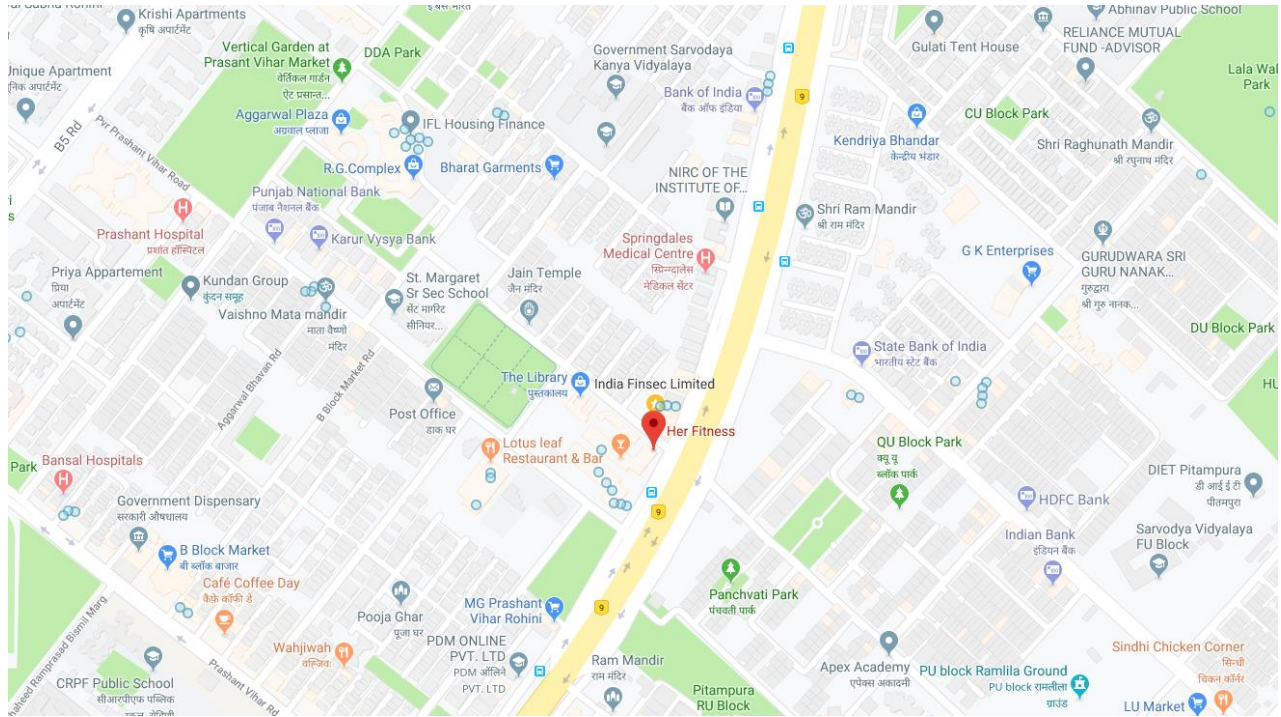 Krishi Apartments
कृषि अपार्टमेंट
Vertical Garden at
Prasant Vihar Market
वेर्तिकल गार्डन
ऐट प्रसान्त...
DDA Park
Government Sarvodaya
Kanya Vidyalaya
Gulati Tent House
Abhinav Public School
RELIANCE MUTUAL
FUND -ADVISOR
Lala Wal
Park
Unique Apartment
B5 Rd
Pvr Prashant Vihar Road
Aggarwal Plaza
अग्रवाल प्लाजा
IFL Housing Finance
Bank of India
बैंक ऑफ इंडिया
9
CU Block Park
Kendriya Bhandar
केन्द्रीय भंडार
Shri Raghunath Mandir
श्री रघुनाथ मंदिर
R.G.Complex
Bharat Garments
NIRC OF THE
INSTITUTE OF...
Punjab National Bank
पंजाब नैशनल बैंक
Prashant Hospital
प्रशांत हॉस्पिटल
Karur Vysya Bank
Shri Ram Mandir
श्री राम मंदिर
Springdales
Medical Centre
स्प्रिन्गदालेस
मेडिकल सेंटर
G K Enterprises
GURUDWARA SRI
GURU NANAK...
गुरुद्वारा
श्री गुरु नानक...
Priya Appartement
प्रिया
अपार्टमेंट
Kundan Group
कुंदन समूह
St. Margaret
Sr Sec School
सेंट मार्गरेट
सीनियर...
Jain Temple
जैन मंदिर
Vaishno Mata mandir
माता वैष्णो
मंदिर
DU Block Park
State Bank of India
भारतीय स्टेट बैंक
Aggarwal Bhavan Rd
B Block Market Rd
The Library
पुस्तकालय
India Finsec Limited
HU
Post Office
डाक घर
Her Fitness
Lotus leaf
Restaurant & Bar
QU Block Park
क्यू यू
ब्लॉक पार्क
Park
Bansal Hospitals
DIET Pitampura
डी आई ई टी
पीतमपुरा
Government Dispensary
सरकारी औषधालय
HDFC Bank
9
Indian Bank
इंडियन बैंक
Sarvodya Vidyalaya
FU Block
B Block Market
बी ब्लॉक बाजार
Café Coffee Day
कैफ़े कॉफी डे
Panchvati Park
पंचवटी पार्क
Pooja Ghar
पूजा घर
MG Prashant
Vihar Rohini
9
PDM ONLINE
PVT. LTD
PDM ऑलिने
PVT. LTD
Wahjiwah
वह्जिवः
Ramprasad Bismil Marg
Prashant Vihar Rd
CRPF Public School
सीआरपीएफ पब्लिक
Ram Mandir
राम मंदिर
Pitampura
RU Block
Apex Academy
एपेक्स अकादमी
PU block Ramlila Ground
PU block रामलीला
ग्राउंड
Sindhi Chicken Corner
सिन्धी
चिकन कॉर्नर
LU Market